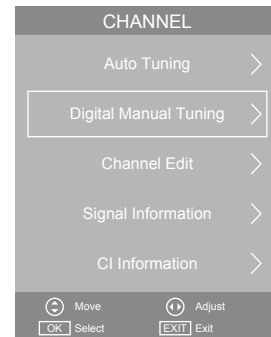 CHANNEL
Auto Tuning
Digital Manual Tuning
Channel Edit
Signal Information
CI Information
Move Adjust
OK Select EXIT Exit